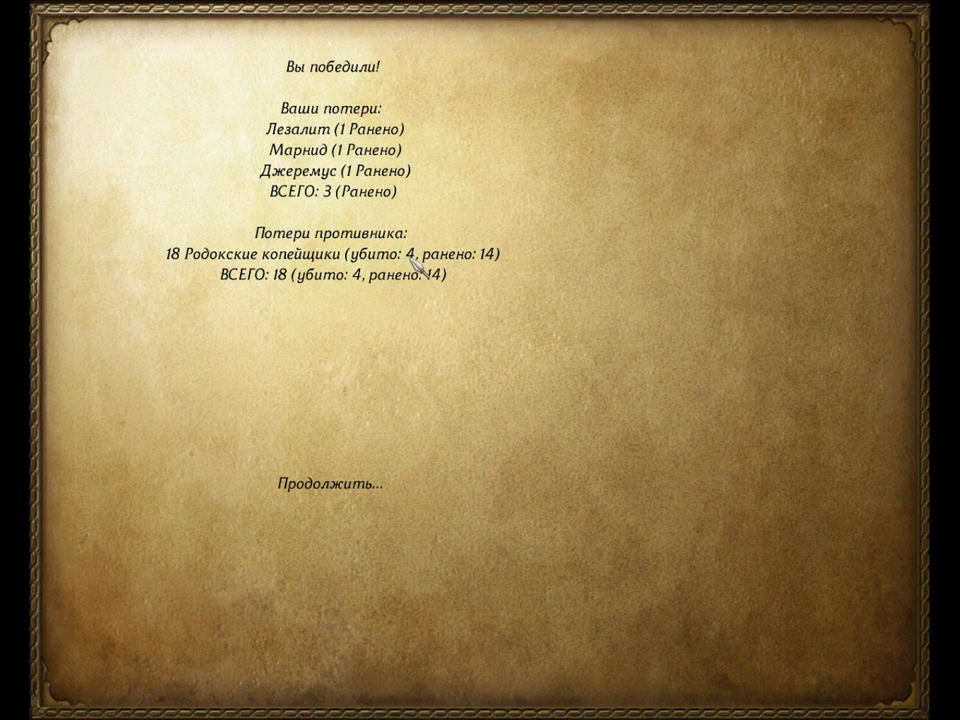 Вы победили!
Ваши потери:
Лезалит (1 Ранено)
Марнид (1 Ранено)
Джеремус (1 Ранено)
ВСЕГО: 3 (Ранено)
Потери противника:
18 Родокские копейщики (убито: 4, ранено: 14)
ВСЕГО: 18 (убито: 4, ранено: 14)
Продолжить...